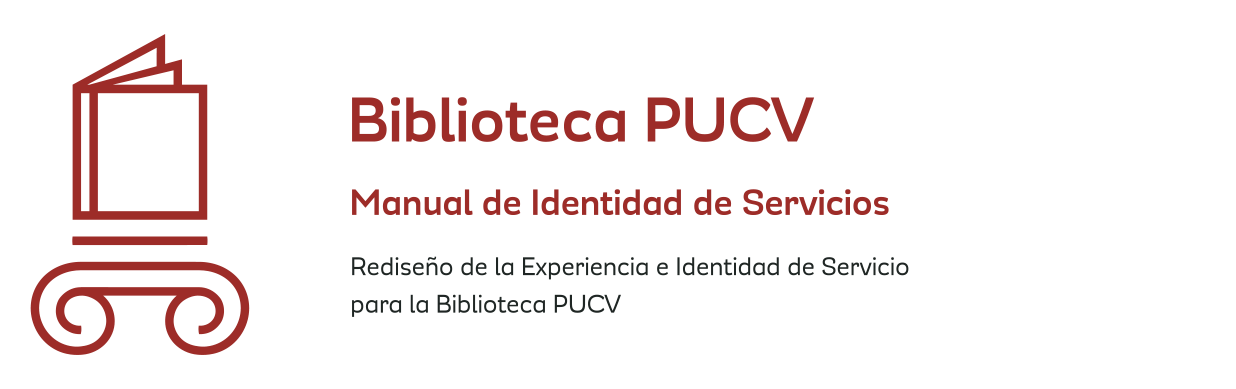 Biblioteca PUCV
Manual de Identidad de Servicios
Rediseño de la Experiencia e Identidad de Servicio
para la Biblioteca PUCV